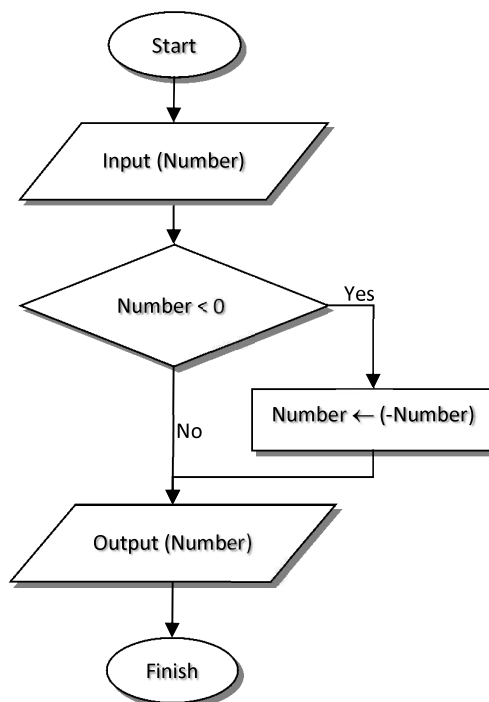 Start
Input (Number)
Number < 0
Yes
Number ← (-Number)
No
Output (Number)
Finish